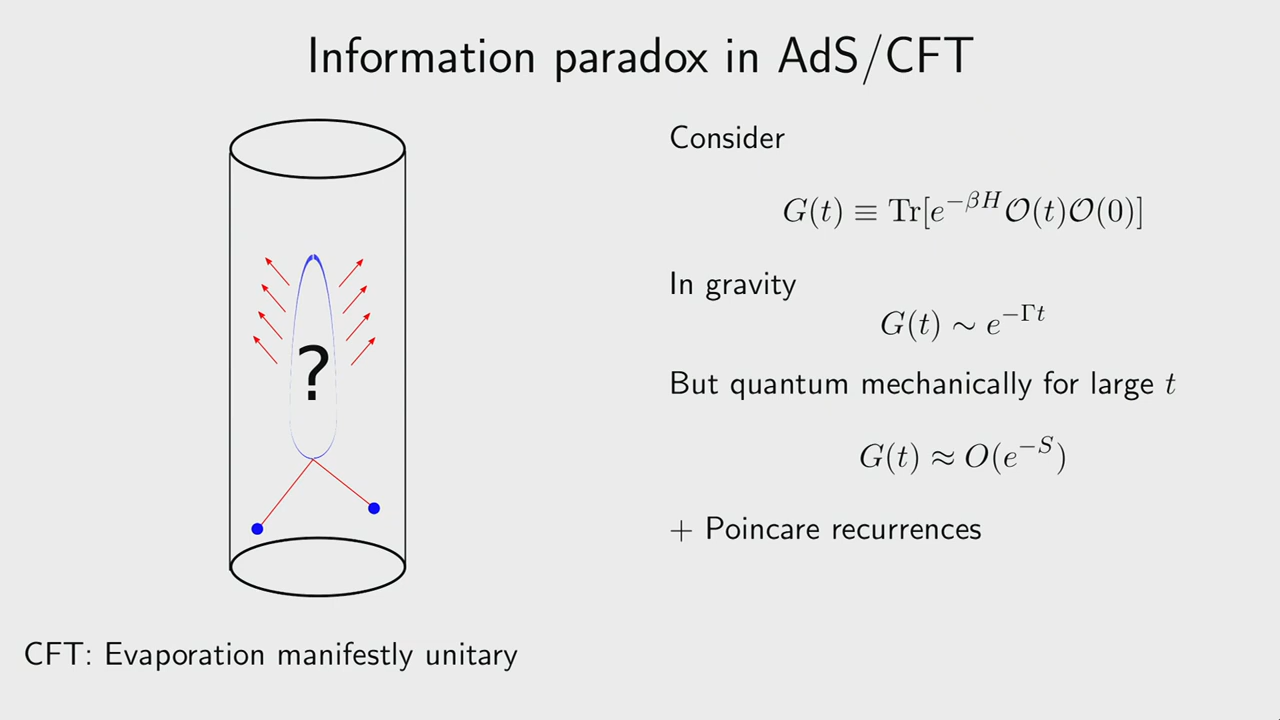 Information paradox in AdS/CFT
Consider
G(t) ≡ Tr[e^{-βH} 𝒪(t)𝒪(0)]
In gravity
G(t) ∼ e^{-Γt}
But quantum mechanically for large t
G(t) ≈ O(e^{-S})
+ Poincare recurrences
?
CFT: Evaporation manifestly unitary